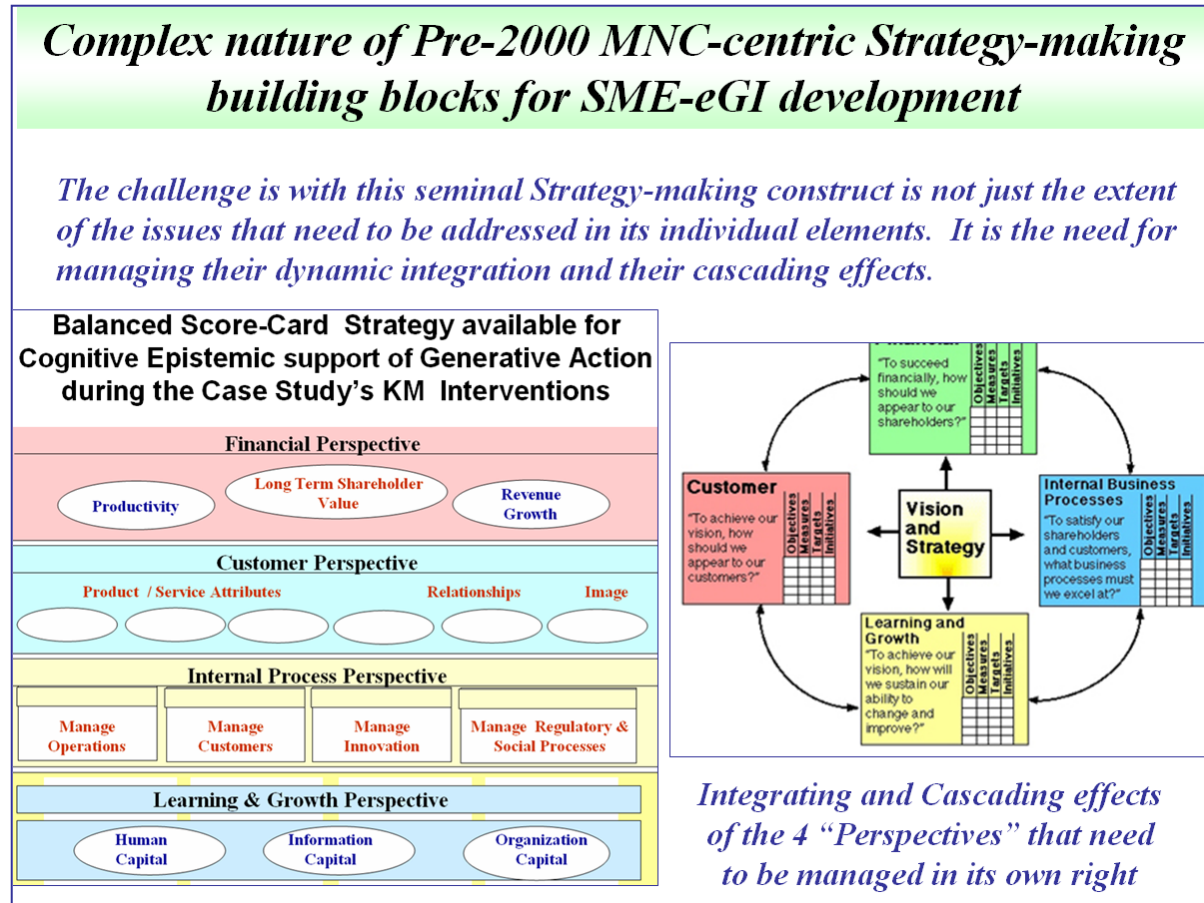 Complex nature of Pre-2000 MNC-centric Strategy-making
building blocks for SME-eGI development
The challenge is with this seminal Strategy-making construct is not just the extent
of the issues that need to be addressed in its individual elements. It is the need for
managing their dynamic integration and their cascading effects.
Balanced Score-Card Strategy available for
Cognitive Epistemic support of Generative Action
during the Case Study's KM Interventions
Financial Perspective
Productivity
Long Term Shareholder
Value
Revenue
Growth
Customer Perspective
Product / Service Attributes
Relationships
Image
Internal Process Perspective
Manage
Operations
Manage
Customers
Manage
Innovation
Manage Regulatory &
Social Processes
Learning & Growth Perspective
Human
Capital
Information
Capital
Organization
Capital
"To succeed
financially, how
should we
appear to our
shareholders?"
Objectives
Measures
Targets
Initiatives
Customer
"To achieve our
vision, how
should we
appear to our
customers?"
Objectives
Measures
Targets
Initiatives
Vision
and
Strategy
Internal Business
Processes
"To satisfy our
shareholders
and customers,
what business
processes must
we excel at?"
Objectives
Measures
Targets
Initiatives
Learning and
Growth
"To achieve our
vision, how will
we sustain our
ability to
change and
improve?"
Objectives
Measures
Targets
Initiatives
Integrating and Cascading effects
of the 4 "Perspectives" that need
to be managed in its own right